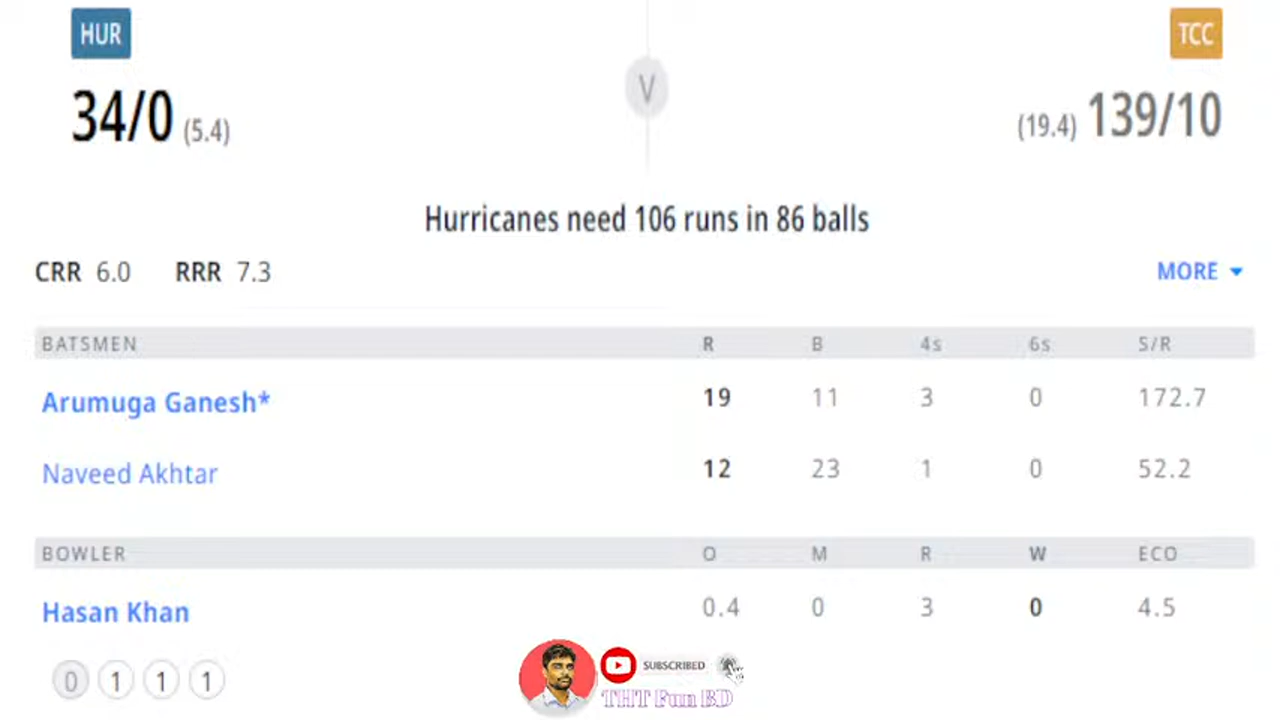 HUR
TCC
V
34/0 (5.4)
(19.4) 139/10
Hurricanes need 106 runs in 86 balls
CRR 6.0 RRR 7.3
MORE
BATSMEN R B 4s 6s S/R
Arumuga Ganesh* 19 11 3 0 172.7
Naveed Akhtar 12 23 1 0 52.2
BOWLER O M R W ECO
Hasan Khan 0.4 0 3 0 4.5
0 1 1 1
SUBSCRIBED
THT Fun BD